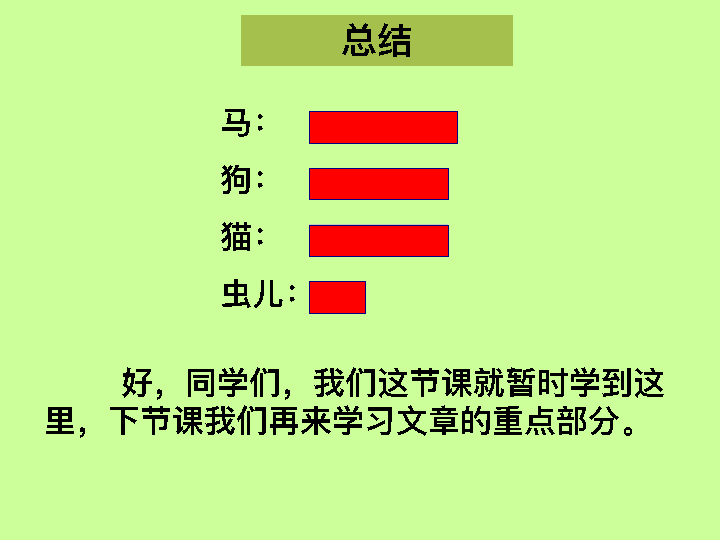 总结
马：
狗：
猫：
虫儿：
好，同学们，我们这节课就暂时学到这
里，下节课我们再来学习文章的重点部分。